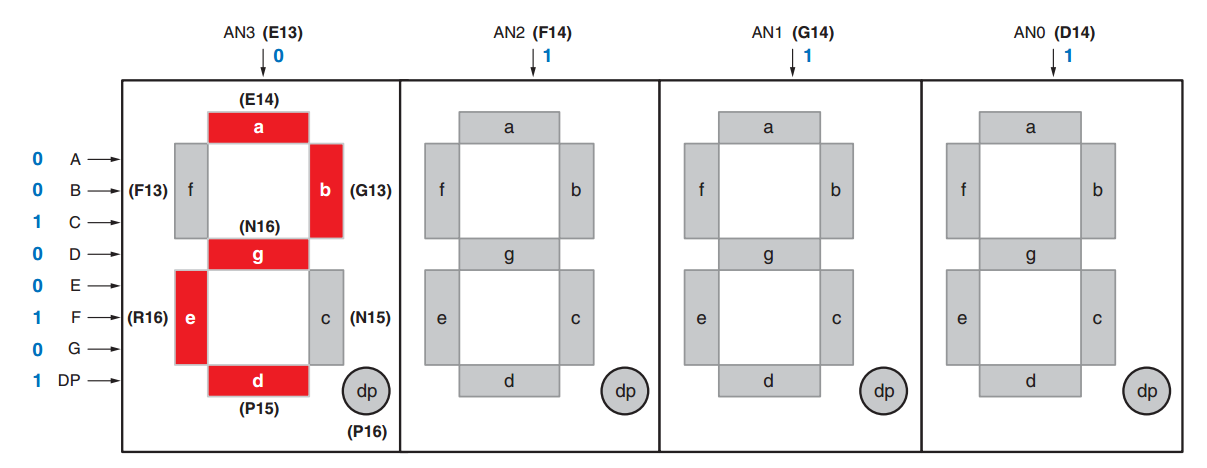 AN3 (E13) AN2 (F14) AN1 (G14) AN0 (D14)
0 1 1 1
(E14)
a a a a
0 A
0 B (F13) f b (G13) f b f b f b
1 C
(N16)
0 D g g g g
0 E
1 F (R16) e c (N15) e c e c e c
0 G
1 DP d dp d dp d dp d dp
(P15)
(P16)